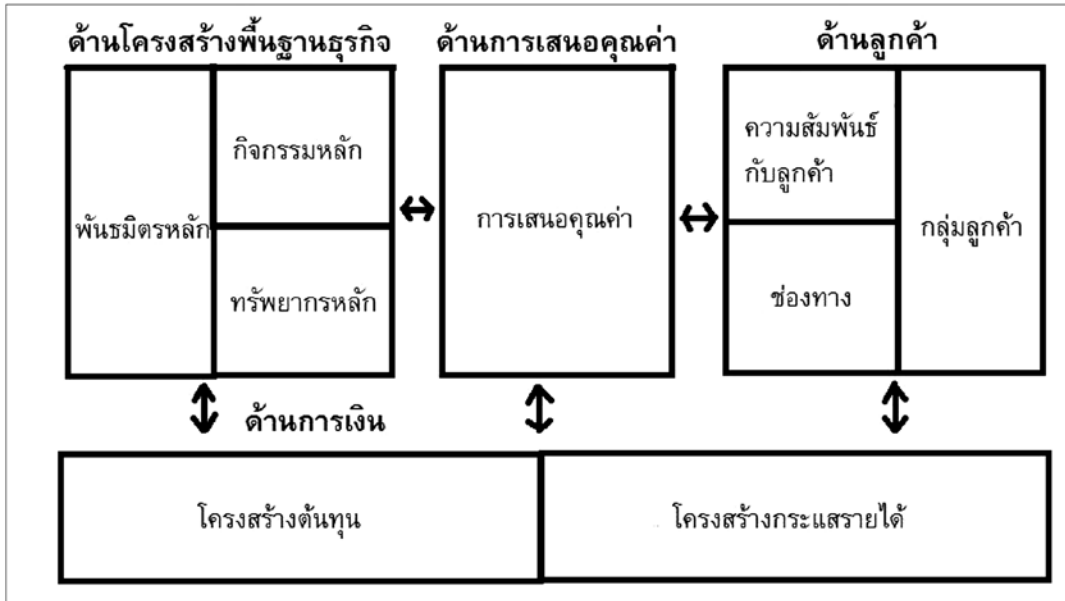 ด้านโครงสร้างพื้นฐานธุรกิจ
ด้านการเสนอคุณค่า
ด้านลูกค้า
พันธมิตรหลัก
กิจกรรมหลัก
ทรัพยากรหลัก
การเสนอคุณค่า
ความสัมพันธ์
กับลูกค้า
ช่องทาง
กลุ่มลูกค้า
ด้านการเงิน
โครงสร้างต้นทุน
โครงสร้างกระแสรายได้